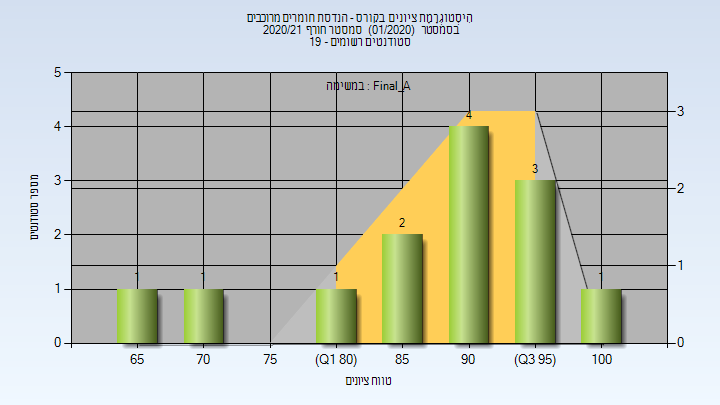 היסטוגרמת ציונים בקורס - הנדסת חומרים מרוכבים
בסמסטר (01/2020) סמסטר חורף 2020/21
סטודנטים רשומים - 19
במשימה : Final_A
5
4
3
2
1
0
3
2
1
0
מספר סטודנטים
1
1
1
2
4
3
1
65
70
75
(Q1 80)
85
90
(Q3 95)
100
טווח ציונים